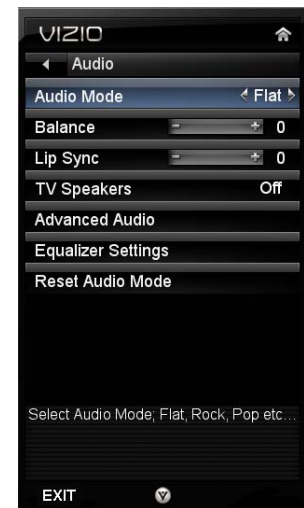 VIZIO
Audio
Audio Mode Flat
Balance - + 0
Lip Sync - + 0
TV Speakers Off
Advanced Audio
Equalizer Settings
Reset Audio Mode
Select Audio Mode; Flat, Rock, Pop etc...
EXIT V